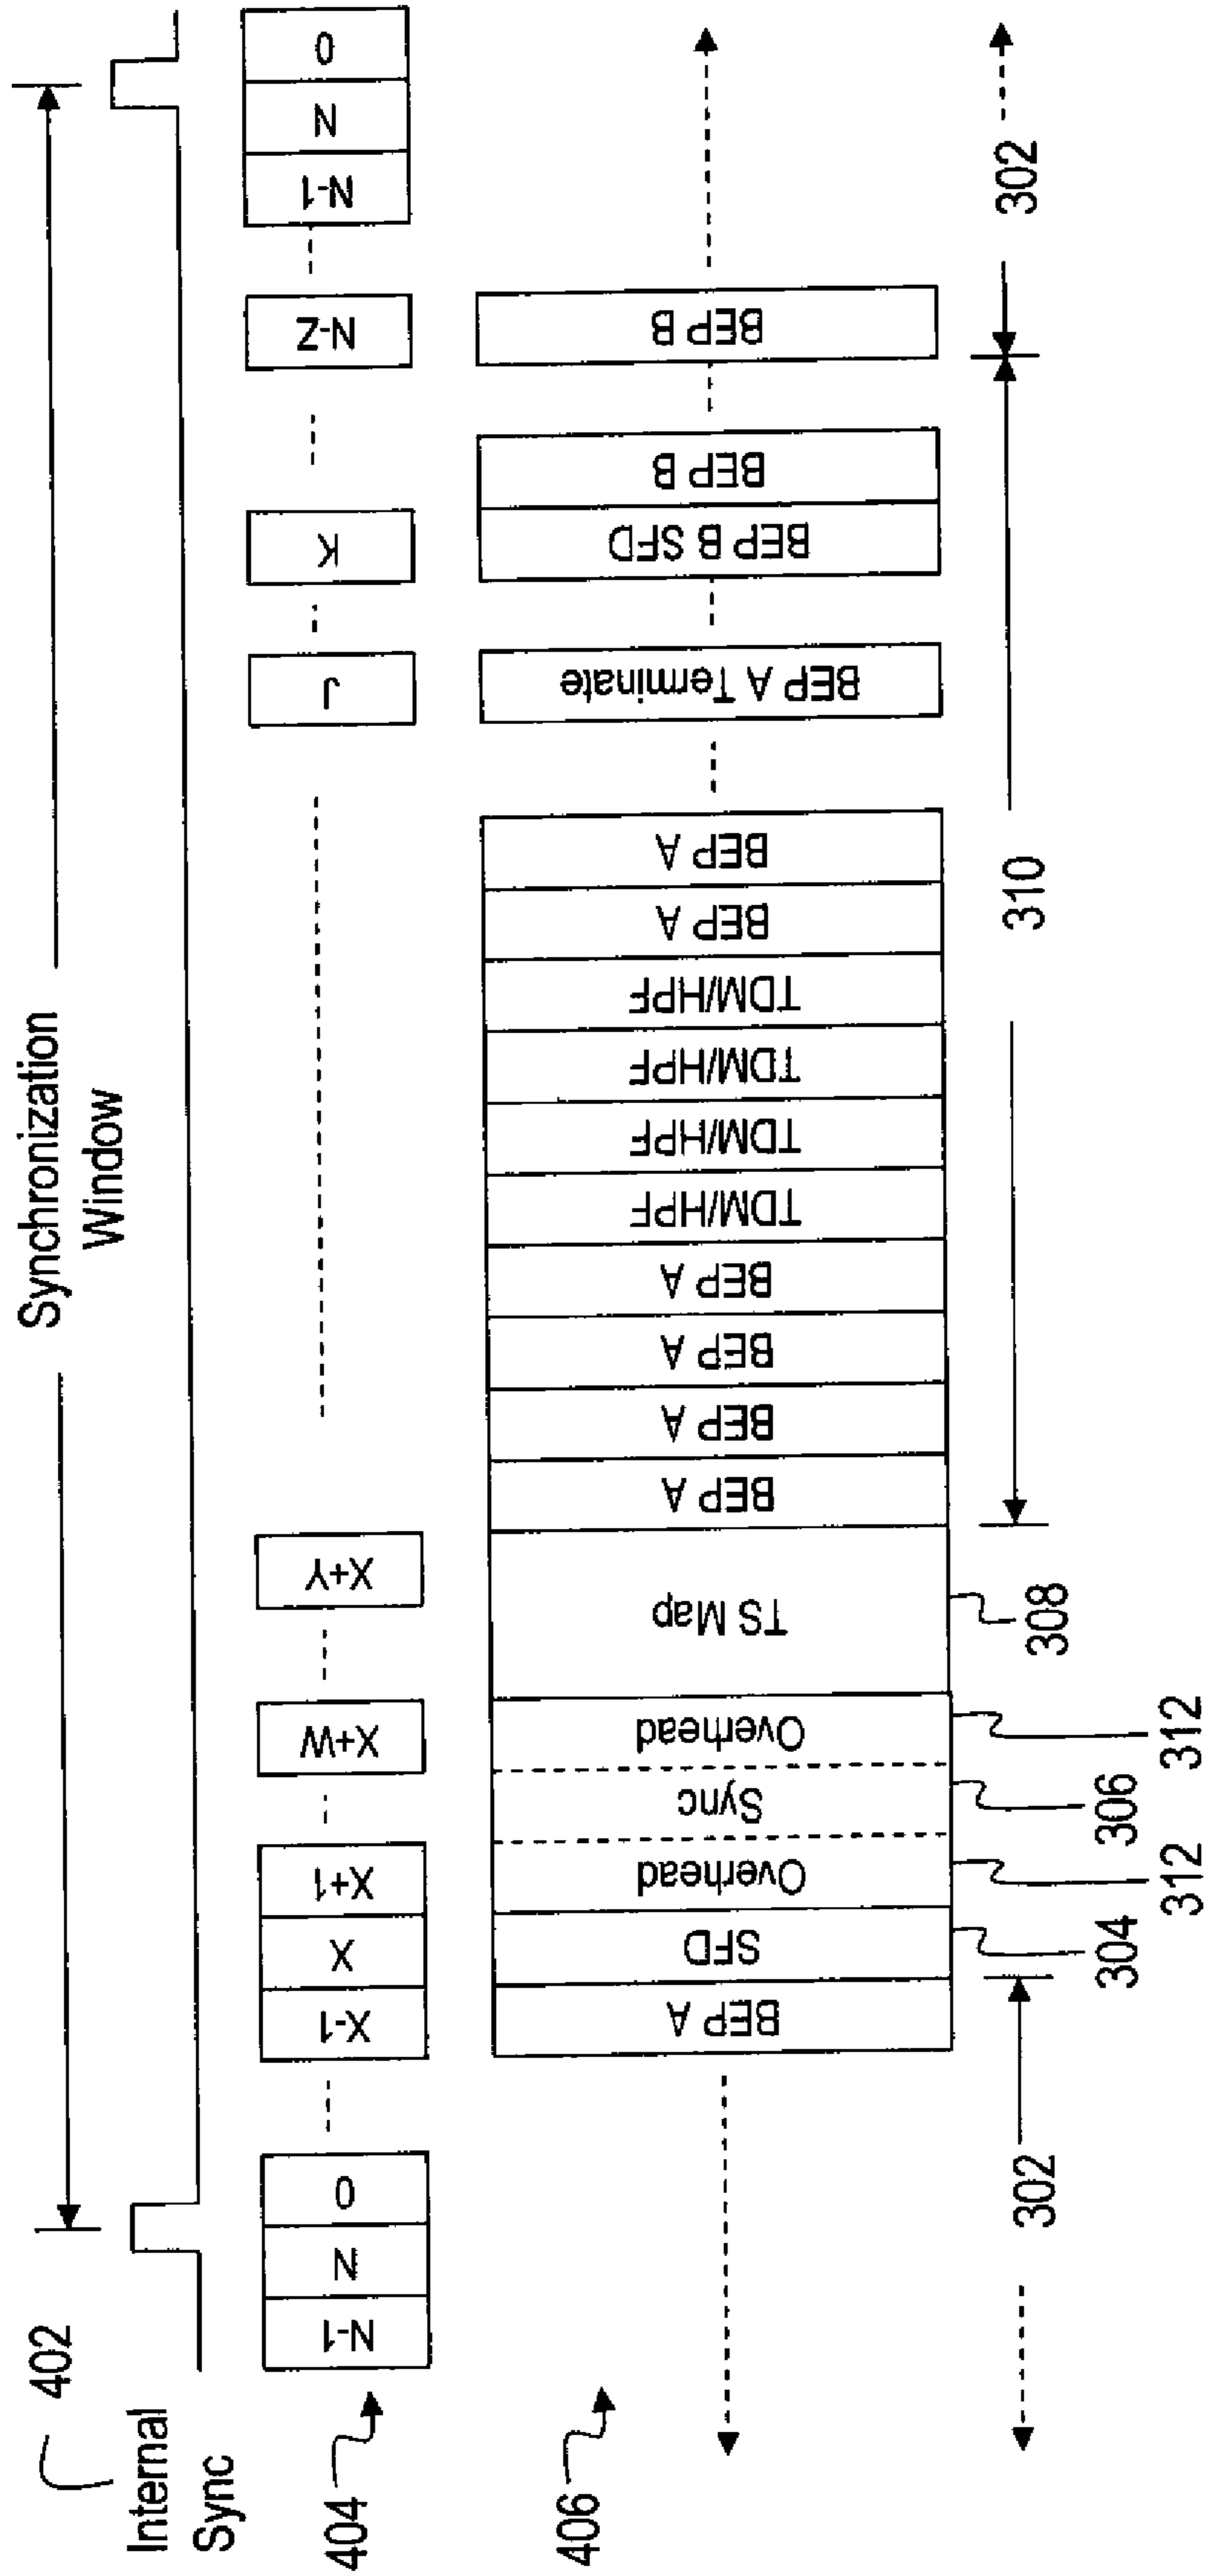 Synchronization
Window
402
Internal
Sync
404
N-1
N
0
X-1
X
X+1
X+W
X+Y
J
K
N-Z
N-1
N
0
406
BEP A
SFD
Overhead
Sync
Overhead
TS Map
BEP A
BEP A
BEP A
BEP A
TDM/HPF
TDM/HPF
TDM/HPF
TDM/HPF
BEP A
BEP A
BEP A Terminate
BEP B SFD
BEP B
BEP B
302
304
312
306
312
308
310
302